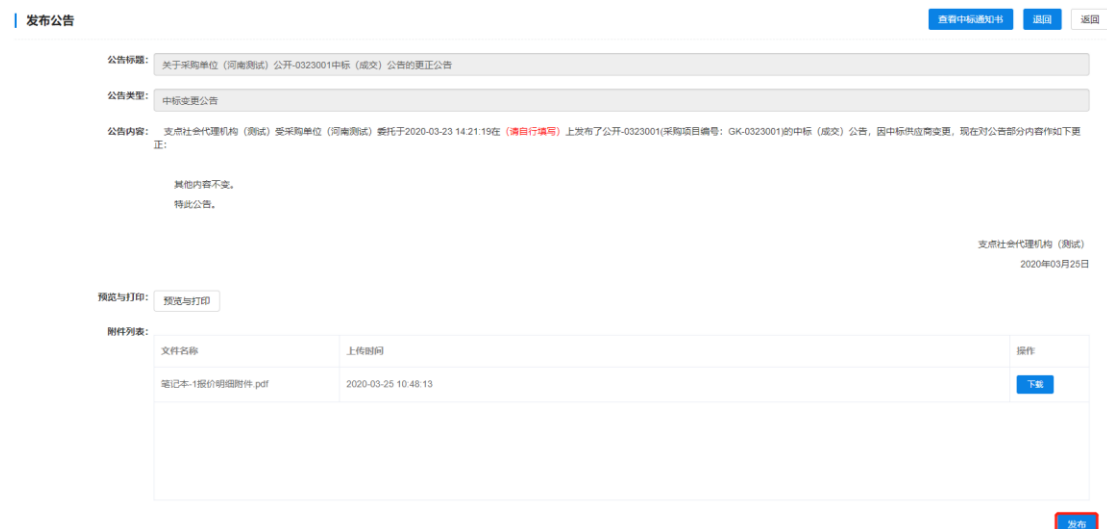 发布公告
查看中标通知书 退回 返回
公告标题： 关于采购单位（河南测试）公开-0323001中标（成交）公告的更正公告
公告类型： 中标变更公告
公告内容： 支点社会代理机构（测试）受采购单位（河南测试）委托于2020-03-23 14:21:19在（请自行填写）上发布了公开-0323001(采购项目编号：GK-0323001)的中标（成交）公告，因中标供应商变更，现在对公告部分内容作如下更
正：
其他内容不变。
特此公告。
支点社会代理机构（测试）
2020年03月25日
预览与打印： 预览与打印
附件列表：
文件名称 上传时间 操作
笔记本-1报价明细附件.pdf 2020-03-25 10:48:13 下载
发布